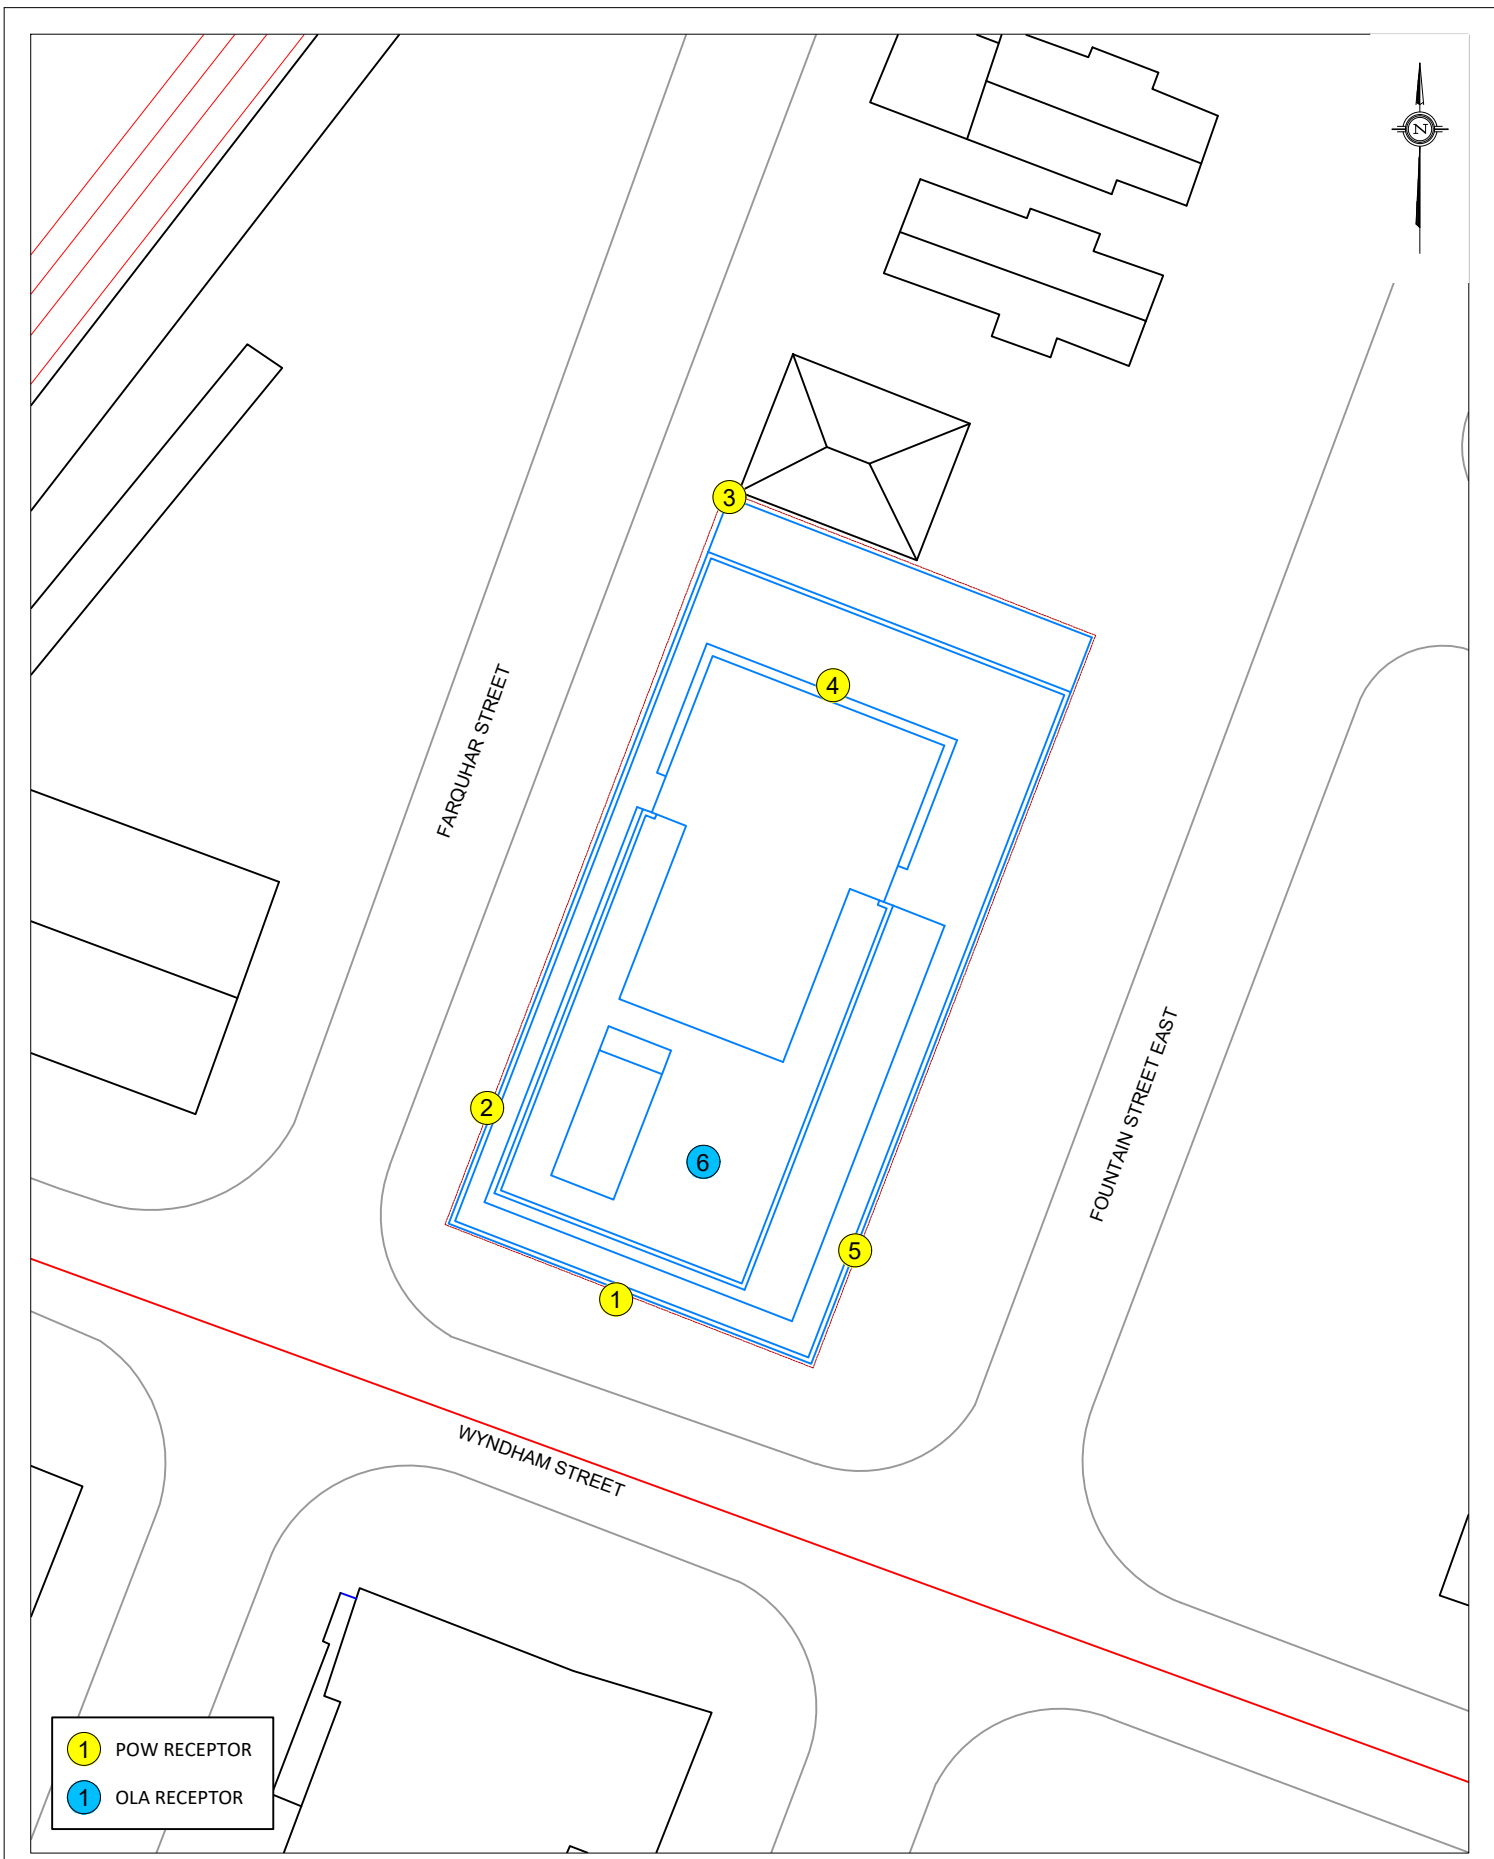 N
3
4
FARQUHAR STREET
2
6
FOUNTAIN STREET EAST
5
1
WYNDHAM STREET
1 POW RECEPTOR
1 OLA RECEPTOR